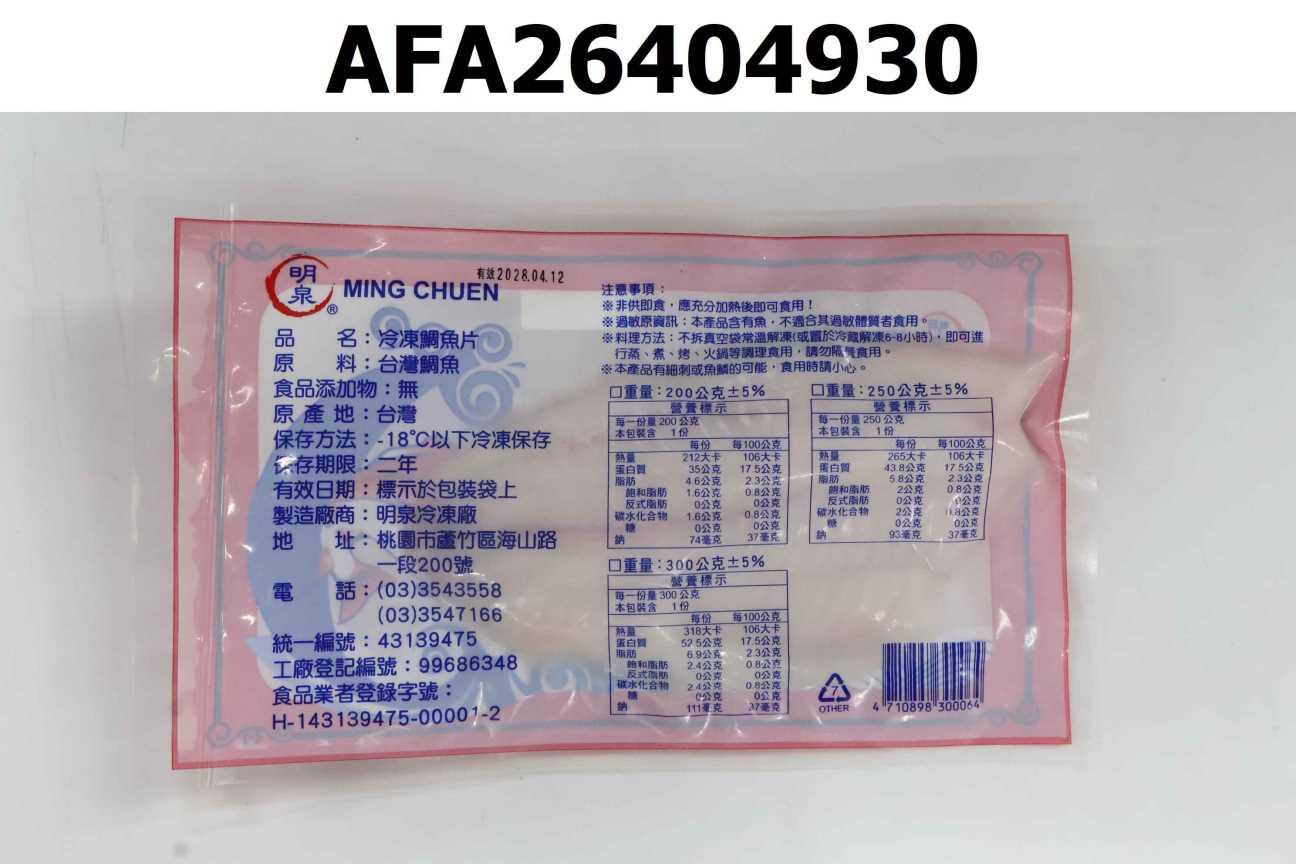 AFA26404930
明泉®
MING CHUEN
有效2028.04.12
品 名：冷凍鯛魚片
原 料：台灣鯛魚
食品添加物：無
原 產 地：台灣
保存方法：-18℃以下冷凍保存
保存期限：二年
有效日期：標示於包裝袋上
製造廠商：明泉冷凍廠
地 址：桃園市蘆竹區海山路
一段200號
電 話：(03)3543558
(03)3547166
統一編號：43139475
工廠登記編號：99686348
食品業者登錄字號：
H-143139475-00001-2
注意事項：
※非供即食，應充分加熱後即可食用！
※過敏原資訊：本產品含有魚，不適合其過敏體質者食用。
※料理方法：不拆真空袋常溫解凍(或置於冷藏解凍6-8小時)，即可進
行蒸、煮、烤、火鍋等調理食用，請勿隔餐食用。
※本產品有細刺或魚鱗的可能，食用時請小心。
□重量：200公克±5%
營養標示
每一份量 200 公克
本包裝含 1份
每份 每100公克
熱量 212大卡 106大卡
蛋白質 35公克 17.5公克
脂肪 4.6公克 2.3公克
飽和脂肪 1.6公克 0.8公克
反式脂肪 0公克 0公克
碳水化合物 1.6公克 0.8公克
糖 0公克 0公克
鈉 74毫克 37毫克
□重量：250公克±5%
營養標示
每一份量 250 公克
本包裝含 1份
每份 每100公克
熱量 265大卡 106大卡
蛋白質 43.8公克 17.5公克
脂肪 5.8公克 2.3公克
飽和脂肪 2公克 0.8公克
反式脂肪 0公克 0公克
碳水化合物 2公克 0.8公克
糖 0公克 0公克
鈉 93毫克 37毫克
□重量：300公克±5%
營養標示
每一份量 300 公克
本包裝含 1份
每份 每100公克
熱量 318大卡 106大卡
蛋白質 52.5公克 17.5公克
脂肪 6.9公克 2.3公克
飽和脂肪 2.4公克 0.8公克
反式脂肪 0公克 0公克
碳水化合物 2.4公克 0.8公克
糖 0公克 0公克
鈉 111毫克 37毫克
7
OTHER
4 710898 300064